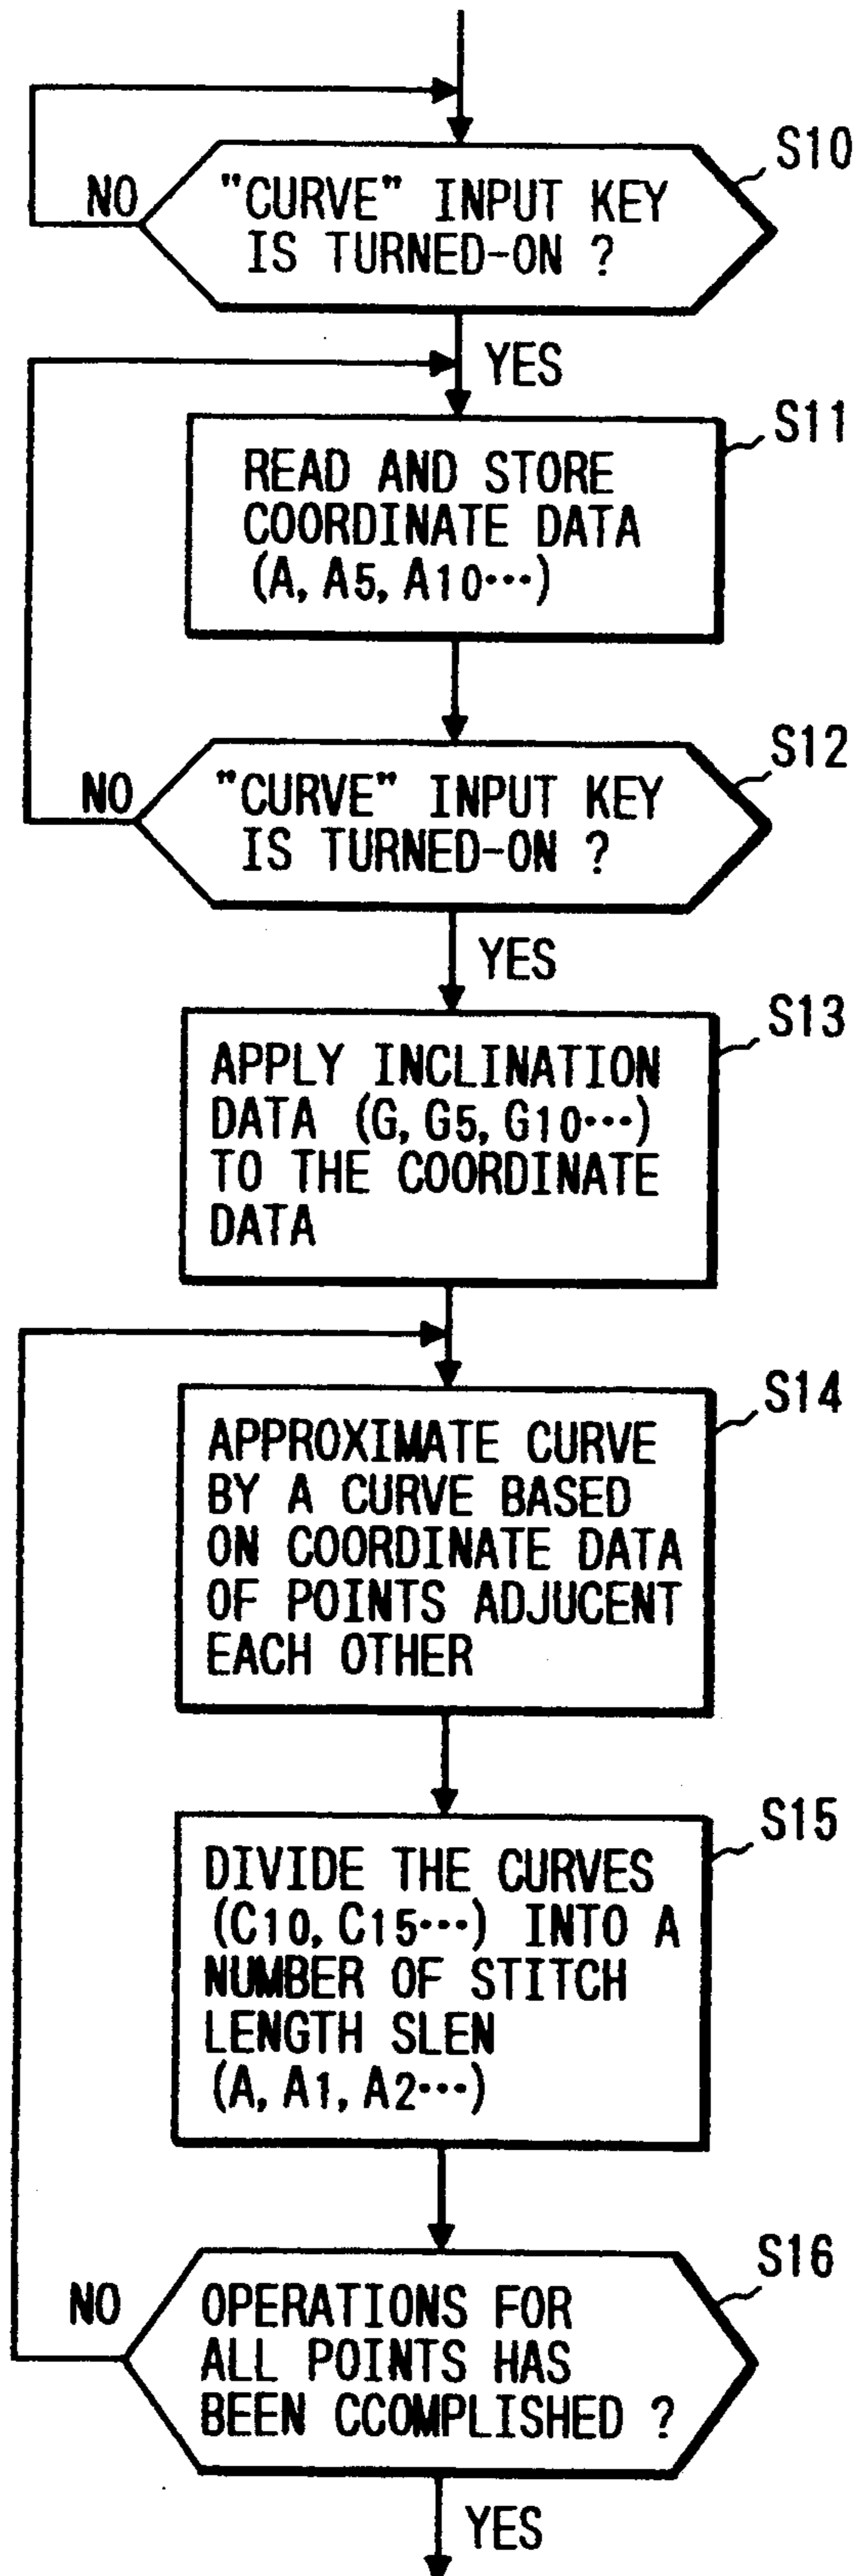 S10
NO
"CURVE" INPUT KEY
IS TURNED-ON ?
YES
S11
READ AND STORE
COORDINATE DATA
(A, A5, A10···)
S12
NO
"CURVE" INPUT KEY
IS TURNED-ON ?
YES
S13
APPLY INCLINATION
DATA (G, G5, G10···)
TO THE COORDINATE
DATA
S14
APPROXIMATE CURVE
BY A CURVE BASED
ON COORDINATE DATA
OF POINTS ADJUCENT
EACH OTHER
S15
DIVIDE THE CURVES
(C10, C15···) INTO A
NUMBER OF STITCH
LENGTH SLEN
(A, A1, A2···)
S16
NO
OPERATIONS FOR
ALL POINTS HAS
BEEN CCOMPLISHED ?
YES